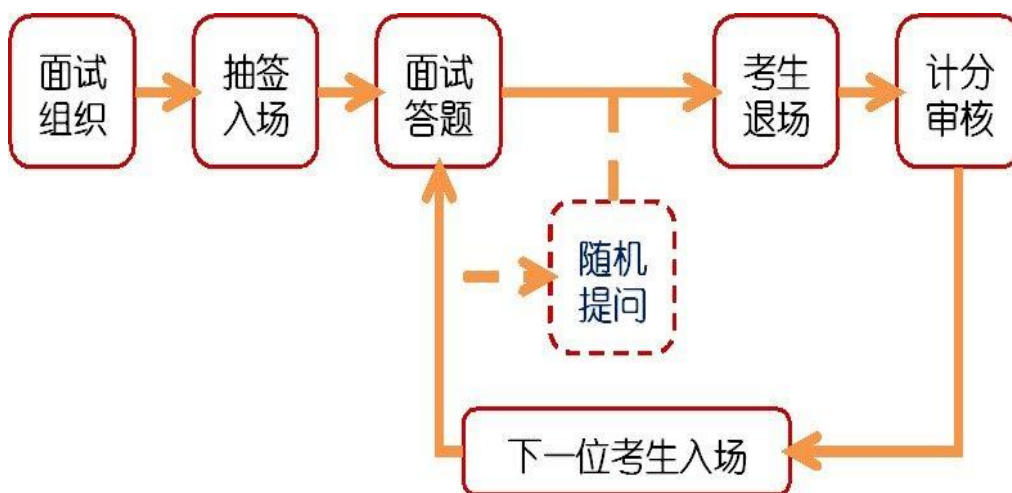 面试
组织
抽签
入场
面试
答题
考生
退场
计分
审核
随机
提问
下一位考生入场